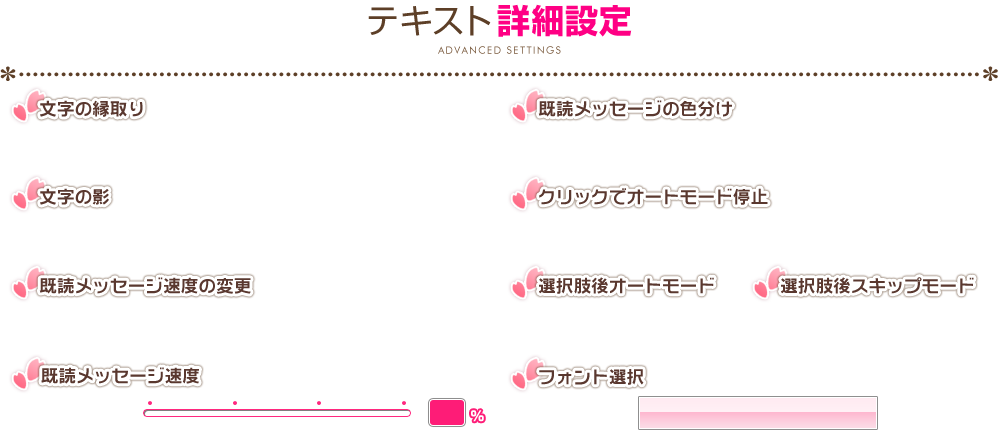 テキスト詳細設定
ADVANCED SETTINGS
文字の縁取り
既読メッセージの色分け
文字の影
クリックでオートモード停止
既読メッセージ速度の変更
選択肢後オートモード
選択肢後スキップモード
既読メッセージ速度
フォント選択
%